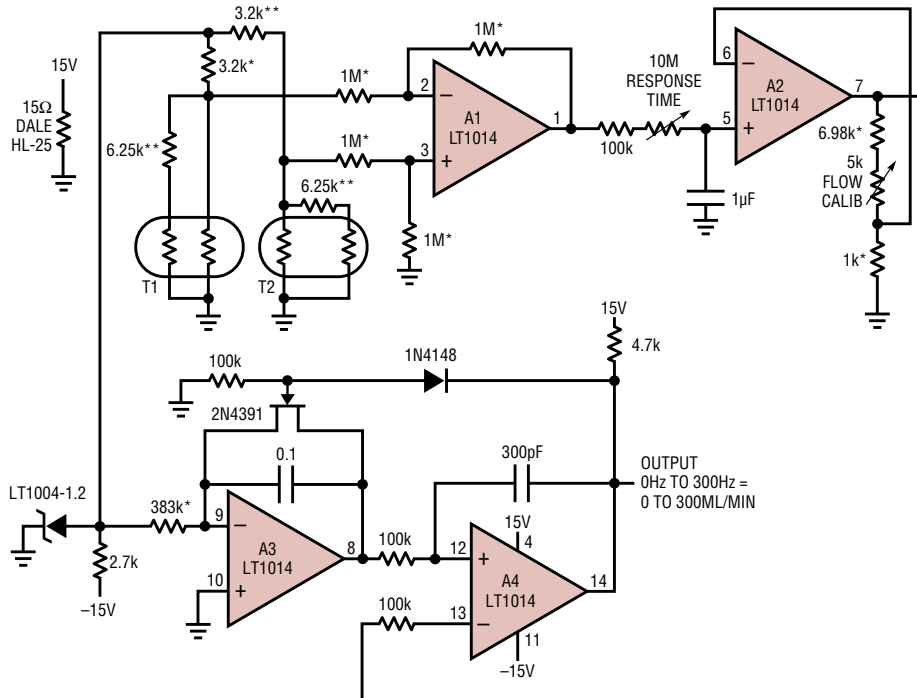 3.2k**
3.2k*
15V
15Ω
DALE
HL-25
6.25k**
6.25k**
T1
T2
1M*
1M*
1M*
1M*
2
3
1
A1
LT1014
100k
10M
RESPONSE
TIME
1µF
6
5
7
A2
LT1014
6.98k*
5k
FLOW
CALIB
1k*
100k
1N4148
15V
4.7k
2N4391
0.1
300pF
OUTPUT
0Hz TO 300Hz =
0 TO 300ML/MIN
LT1004-1.2
383k*
2.7k
–15V
9
10
8
A3
LT1014
100k
100k
12
13
14
15V
4
A4
LT1014
11
–15V